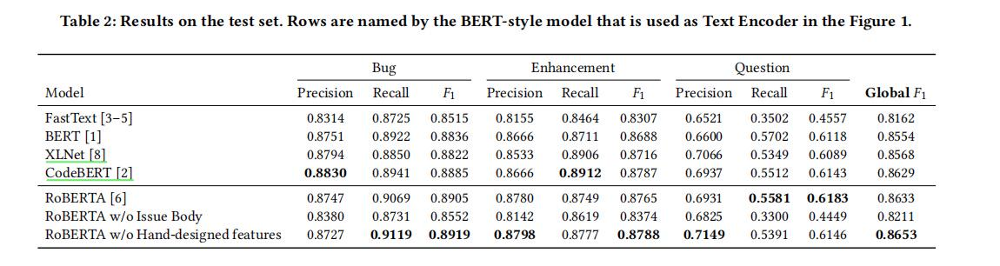 Table 2: Results on the test set. Rows are named by the BERT-style model that is used as Text Encoder in the Figure 1.
Bug Enhancement Question
Model Precision Recall F1 Precision Recall F1 Precision Recall F1 Global F1
FastText [3–5] 0.8314 0.8725 0.8515 0.8155 0.8464 0.8307 0.6521 0.3502 0.4557 0.8162
BERT [1] 0.8751 0.8922 0.8836 0.8666 0.8711 0.8688 0.6600 0.5702 0.6118 0.8554
XLNet [8] 0.8794 0.8850 0.8822 0.8533 0.8906 0.8716 0.7066 0.5349 0.6089 0.8568
CodeBERT [2] 0.8830 0.8941 0.8885 0.8666 0.8912 0.8787 0.6937 0.5512 0.6143 0.8629
RoBERTA [6] 0.8747 0.9069 0.8905 0.8780 0.8749 0.8765 0.6931 0.5581 0.6183 0.8633
RoBERTA w/o Issue Body 0.8380 0.8731 0.8552 0.8142 0.8619 0.8374 0.6825 0.3300 0.4449 0.8211
RoBERTA w/o Hand-designed features 0.8727 0.9119 0.8919 0.8798 0.8777 0.8788 0.7149 0.5391 0.6146 0.8653